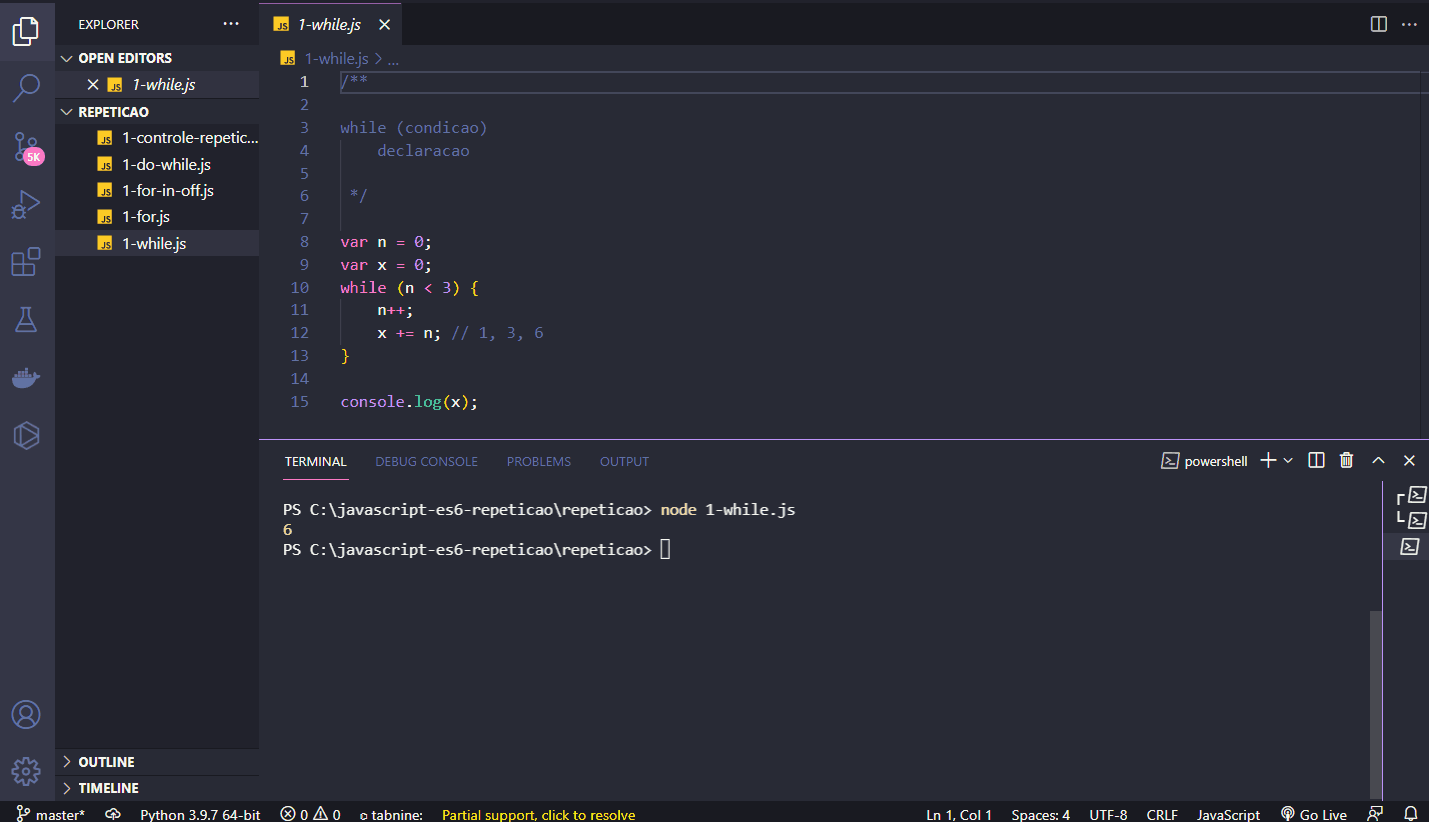 EXPLORER
OPEN EDITORS
JS 1-while.js
REPETICAO
JS 1-controle-repetic...
JS 1-do-while.js
JS 1-for-in-off.js
JS 1-for.js
JS 1-while.js
5K
OUTLINE
TIMELINE
JS 1-while.js
JS 1-while.js > ...
1 /**
2
3 while (condicao)
4 declaracao
5
6 */
7
8 var n = 0;
9 var x = 0;
10 while (n < 3) {
11 n++;
12 x += n; // 1, 3, 6
13 }
14
15 console.log(x);
TERMINAL DEBUG CONSOLE PROBLEMS OUTPUT powershell
PS C:\javascript-es6-repeticao\repeticao> node 1-while.js
6
PS C:\javascript-es6-repeticao\repeticao>
master* Python 3.9.7 64-bit 0 0 tabnine: Partial support, click to resolve Ln 1, Col 1 Spaces: 4 UTF-8 CRLF JavaScript Go Live